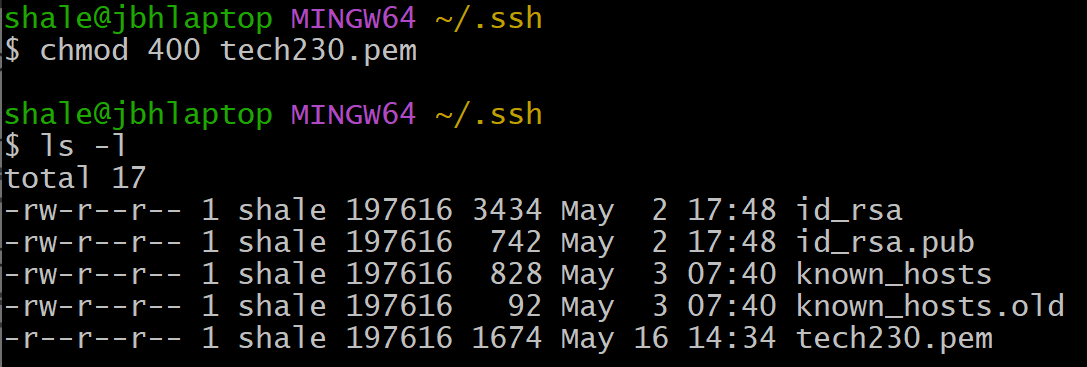 shale@jbhlaptop MINGW64 ~/.ssh
$ chmod 400 tech230.pem
shale@jbhlaptop MINGW64 ~/.ssh
$ ls -l
total 17
-rw-r--r-- 1 shale 197616 3434 May  2 17:48 id_rsa
-rw-r--r-- 1 shale 197616  742 May  2 17:48 id_rsa.pub
-rw-r--r-- 1 shale 197616  828 May  3 07:40 known_hosts
-rw-r--r-- 1 shale 197616   92 May  3 07:40 known_hosts.old
-r--r--r-- 1 shale 197616 1674 May 16 14:34 tech230.pem